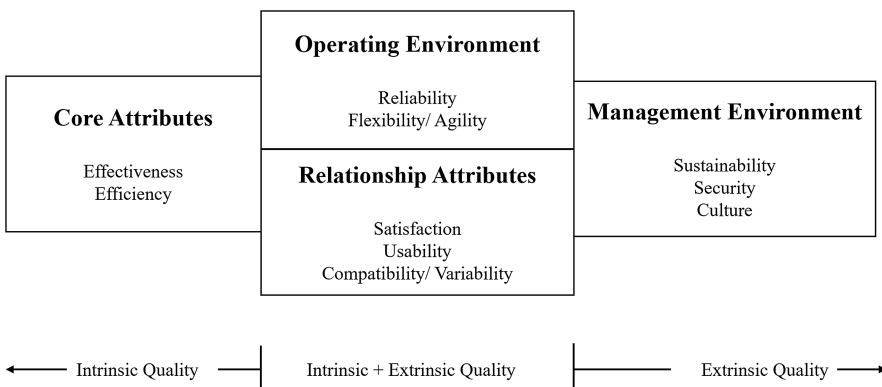 Core Attributes
Effectiveness
Efficiency
Operating Environment
Reliability
Flexibility/ Agility
Relationship Attributes
Satisfaction
Usability
Compatibility/ Variability
Management Environment
Sustainability
Security
Culture
Intrinsic Quality
Intrinsic + Extrinsic Quality
Extrinsic Quality